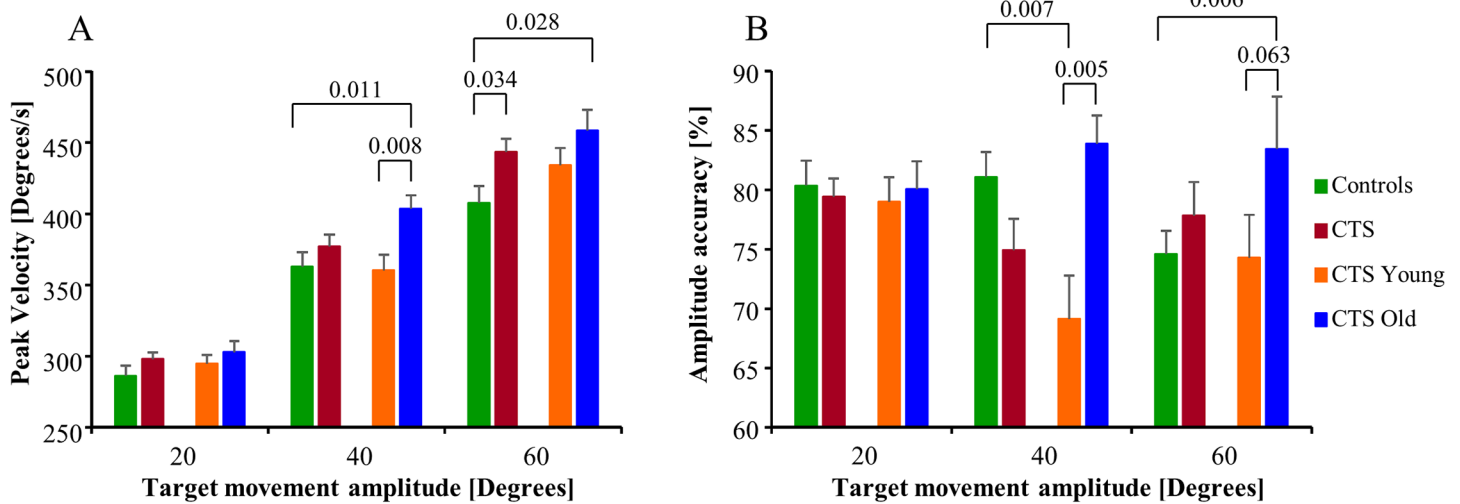 A
0.028
0.034
0.011
0.008
500
450
400
350
300
250
Peak Velocity [Degrees/s]
20 40 60
Target movement amplitude [Degrees]
B
0.007
0.006
0.005
0.063
90
85
80
75
70
65
60
Amplitude accuracy [%]
20 40 60
Target movement amplitude [Degrees]
Controls
CTS
CTS Young
CTS Old